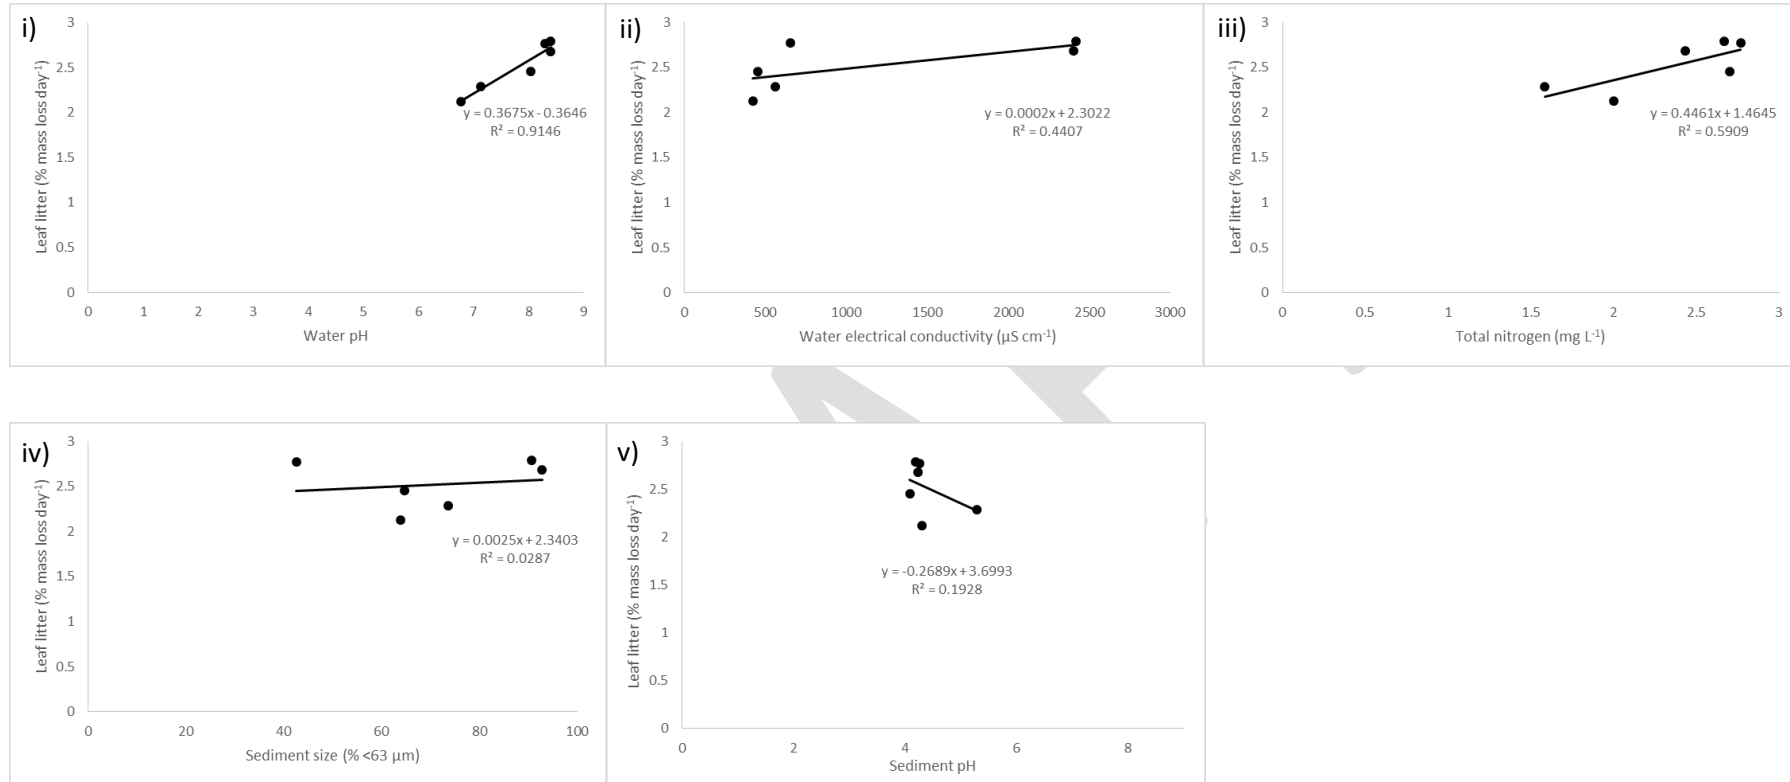 i)
Leaf litter (% mass loss day⁻¹)
3
2.5
2
1.5
1
0.5
0
y = 0.3675x - 0.3646
R² = 0.9146
0 1 2 3 4 5 6 7 8 9
Water pH
ii)
Leaf litter (% mass loss day⁻¹)
3
2.5
2
1.5
1
0.5
0
y = 0.0002x + 2.3022
R² = 0.4407
0 500 1000 1500 2000 2500 3000
Water electrical conductivity (µS cm⁻¹)
iii)
Leaf litter (% mass loss day⁻¹)
3
2.5
2
1.5
1
0.5
0
y = 0.4461x + 1.4645
R² = 0.5909
0 0.5 1 1.5 2 2.5 3
Total nitrogen (mg L⁻¹)
iv)
Leaf litter (% mass loss day⁻¹)
3
2.5
2
1.5
1
0.5
0
y = 0.0025x + 2.3403
R² = 0.0287
0 20 40 60 80 100
Sediment size (% <63 µm)
v)
Leaf litter (% mass loss day⁻¹)
3
2.5
2
1.5
1
0.5
0
y = -0.2689x + 3.6993
R² = 0.1928
0 2 4 6 8
Sediment pH